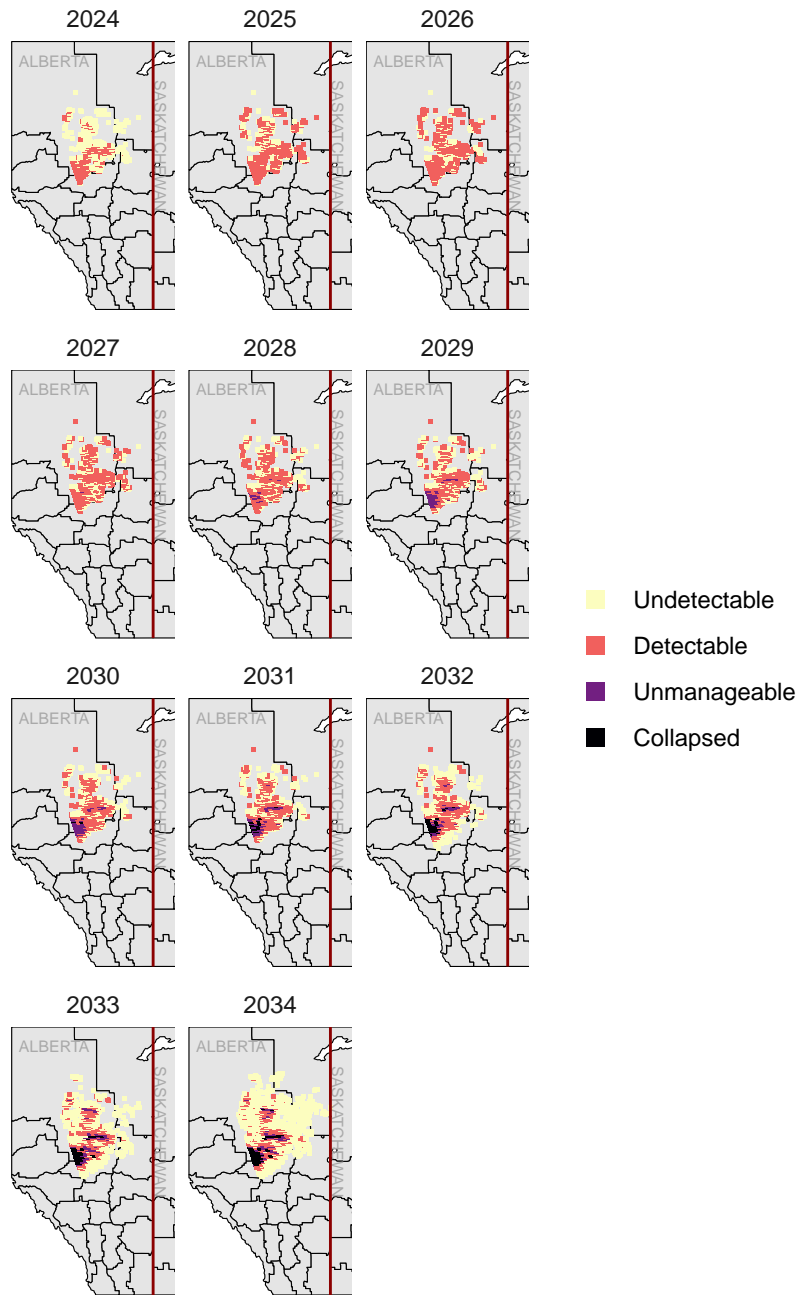 2024 2025 2026
ALBERTA SASKATCHEWAN ALBERTA SASKATCHEWAN ALBERTA SASKATCHEWAN
2027 2028 2029
ALBERTA SASKATCHEWAN ALBERTA SASKATCHEWAN ALBERTA SASKATCHEWAN
Undetectable
Detectable
Unmanageable
Collapsed
2030 2031 2032
ALBERTA SASKATCHEWAN ALBERTA SASKATCHEWAN ALBERTA SASKATCHEWAN
2033 2034
ALBERTA SASKATCHEWAN ALBERTA SASKATCHEWAN